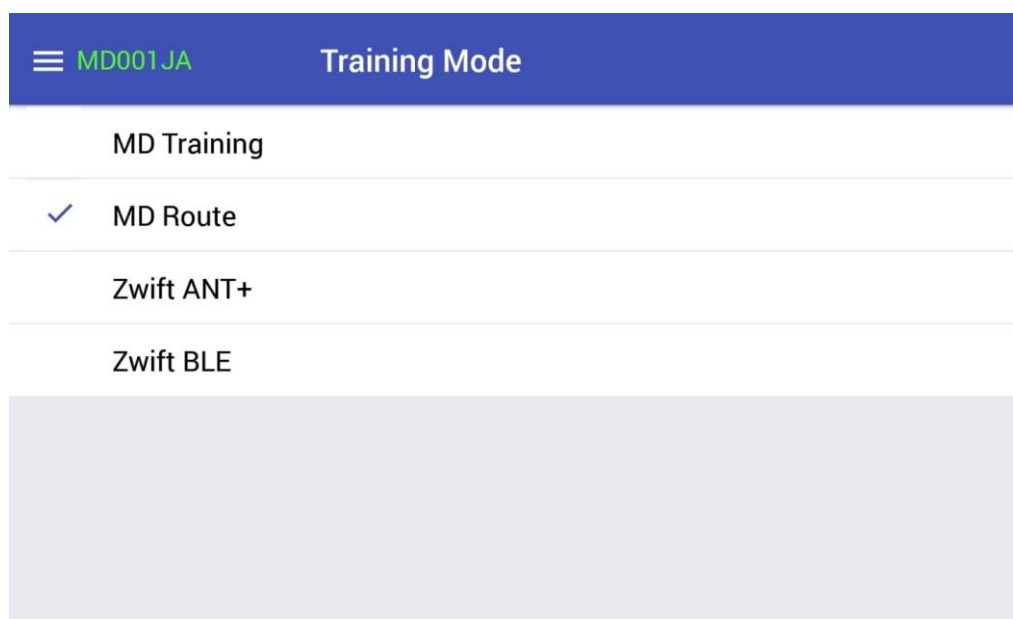 MD001JA Training Mode
MD Training
MD Route
Zwift ANT+
Zwift BLE